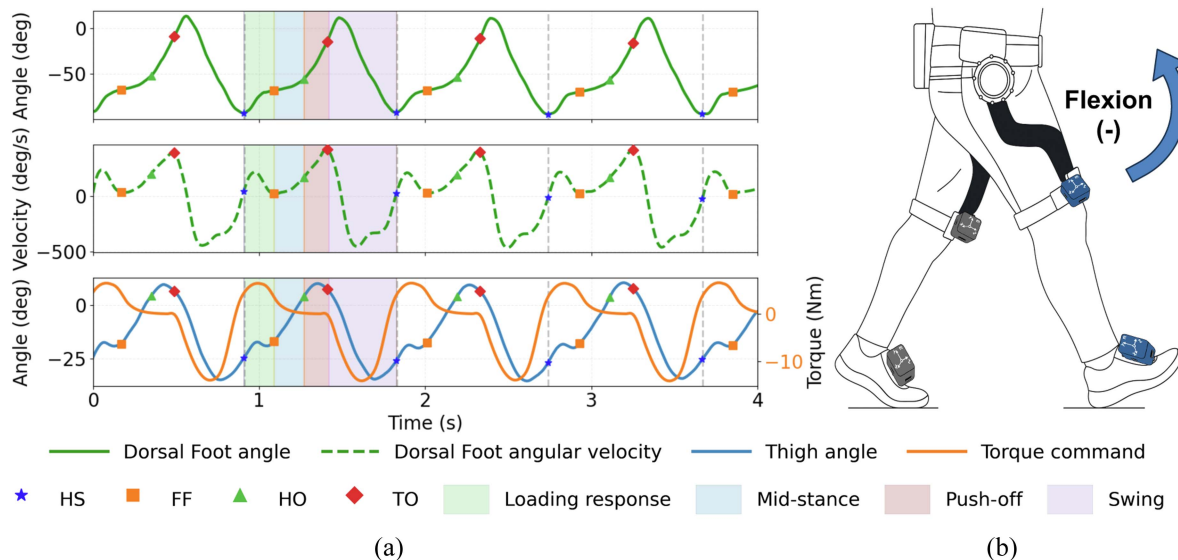 0
−50
Angle (deg)
0
−500
Velocity (deg/s)
0
−25
Angle (deg)
0
−10
Torque (Nm)
0 1 2 3 4
Time (s)
Flexion
(-)
Dorsal Foot angle Dorsal Foot angular velocity Thigh angle Torque command
HS FF HO TO Loading response Mid-stance Push-off Swing
(a) (b)